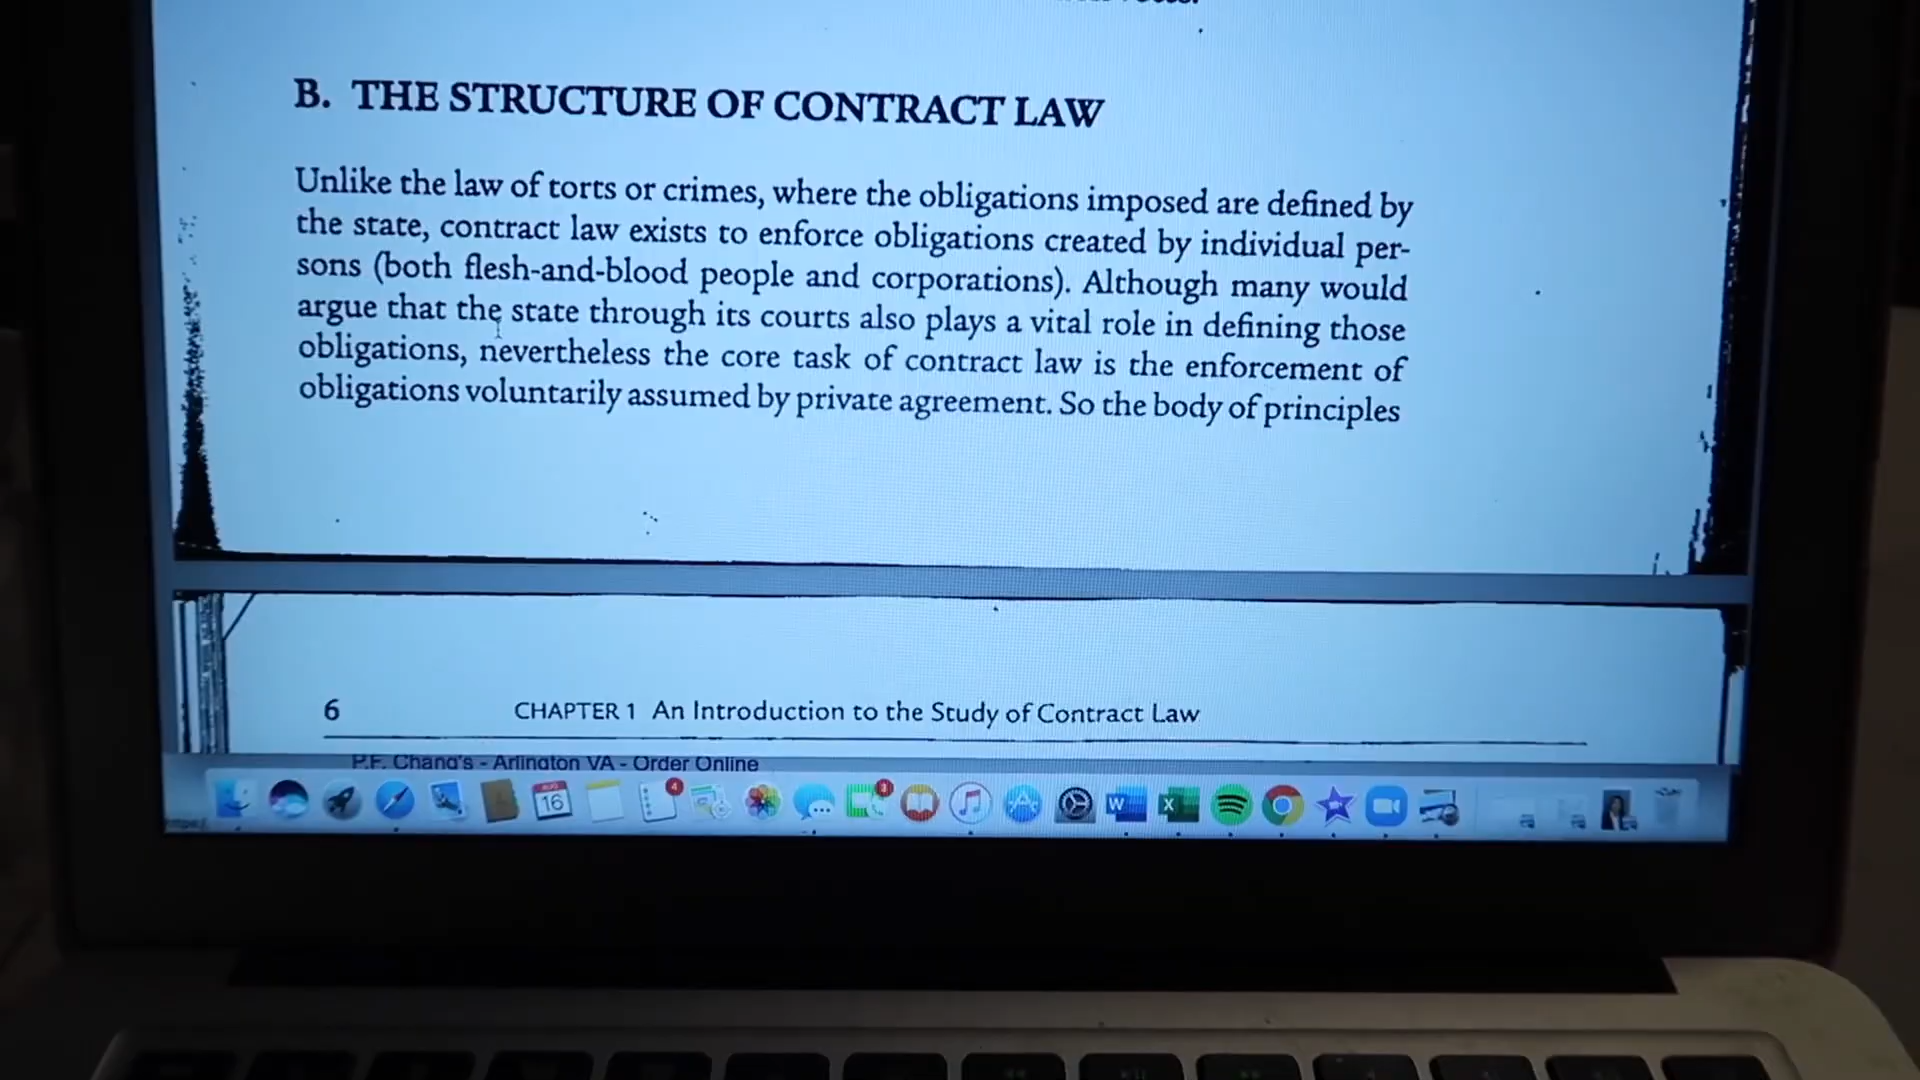 B. THE STRUCTURE OF CONTRACT LAW
Unlike the law of torts or crimes, where the obligations imposed are defined by
the state, contract law exists to enforce obligations created by individual per-
sons (both flesh-and-blood people and corporations). Although many would
argue that the state through its courts also plays a vital role in defining those
obligations, nevertheless the core task of contract law is the enforcement of
obligations voluntarily assumed by private agreement. So the body of principles
6 CHAPTER 1 An Introduction to the Study of Contract Law
P.F. Chang's - Arlington VA - Order Online
AUG
16
4
3
W
X